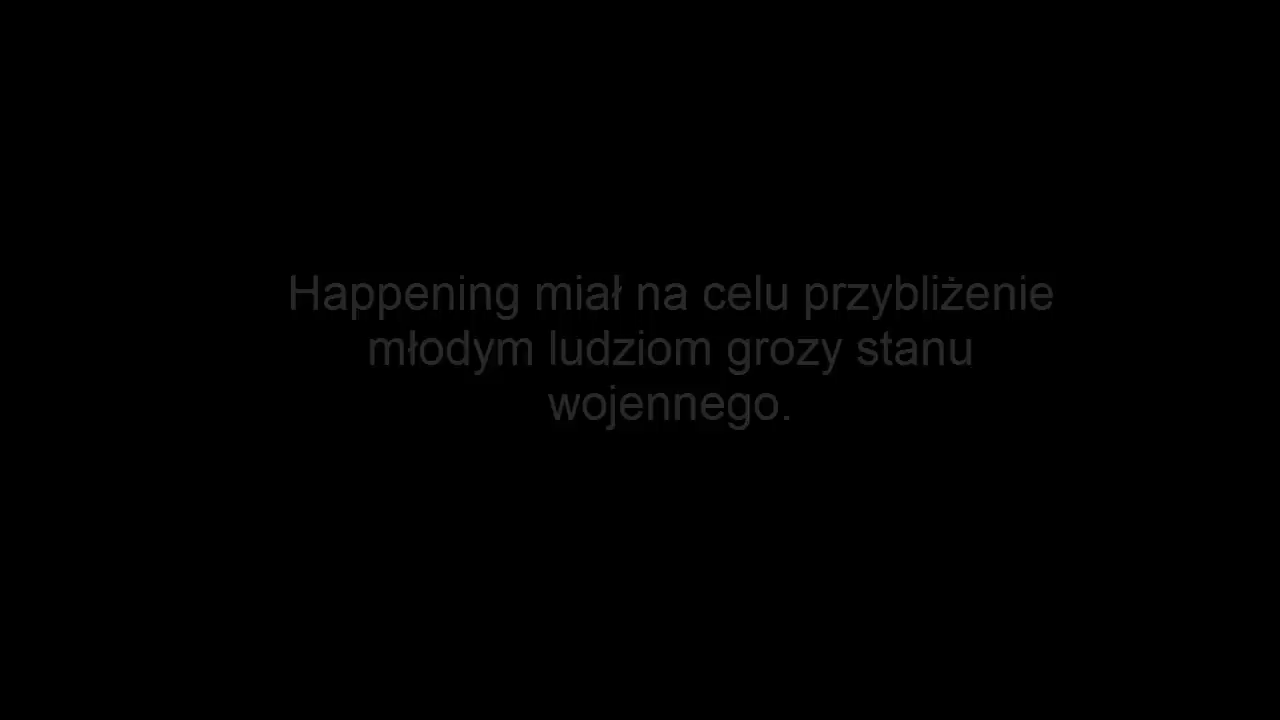 Happening miał na celu przybliżenie
młodym ludziom grozy stanu
wojennego.